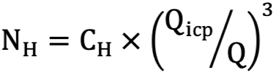 N_H = C_H × (Q_icp/Q)³